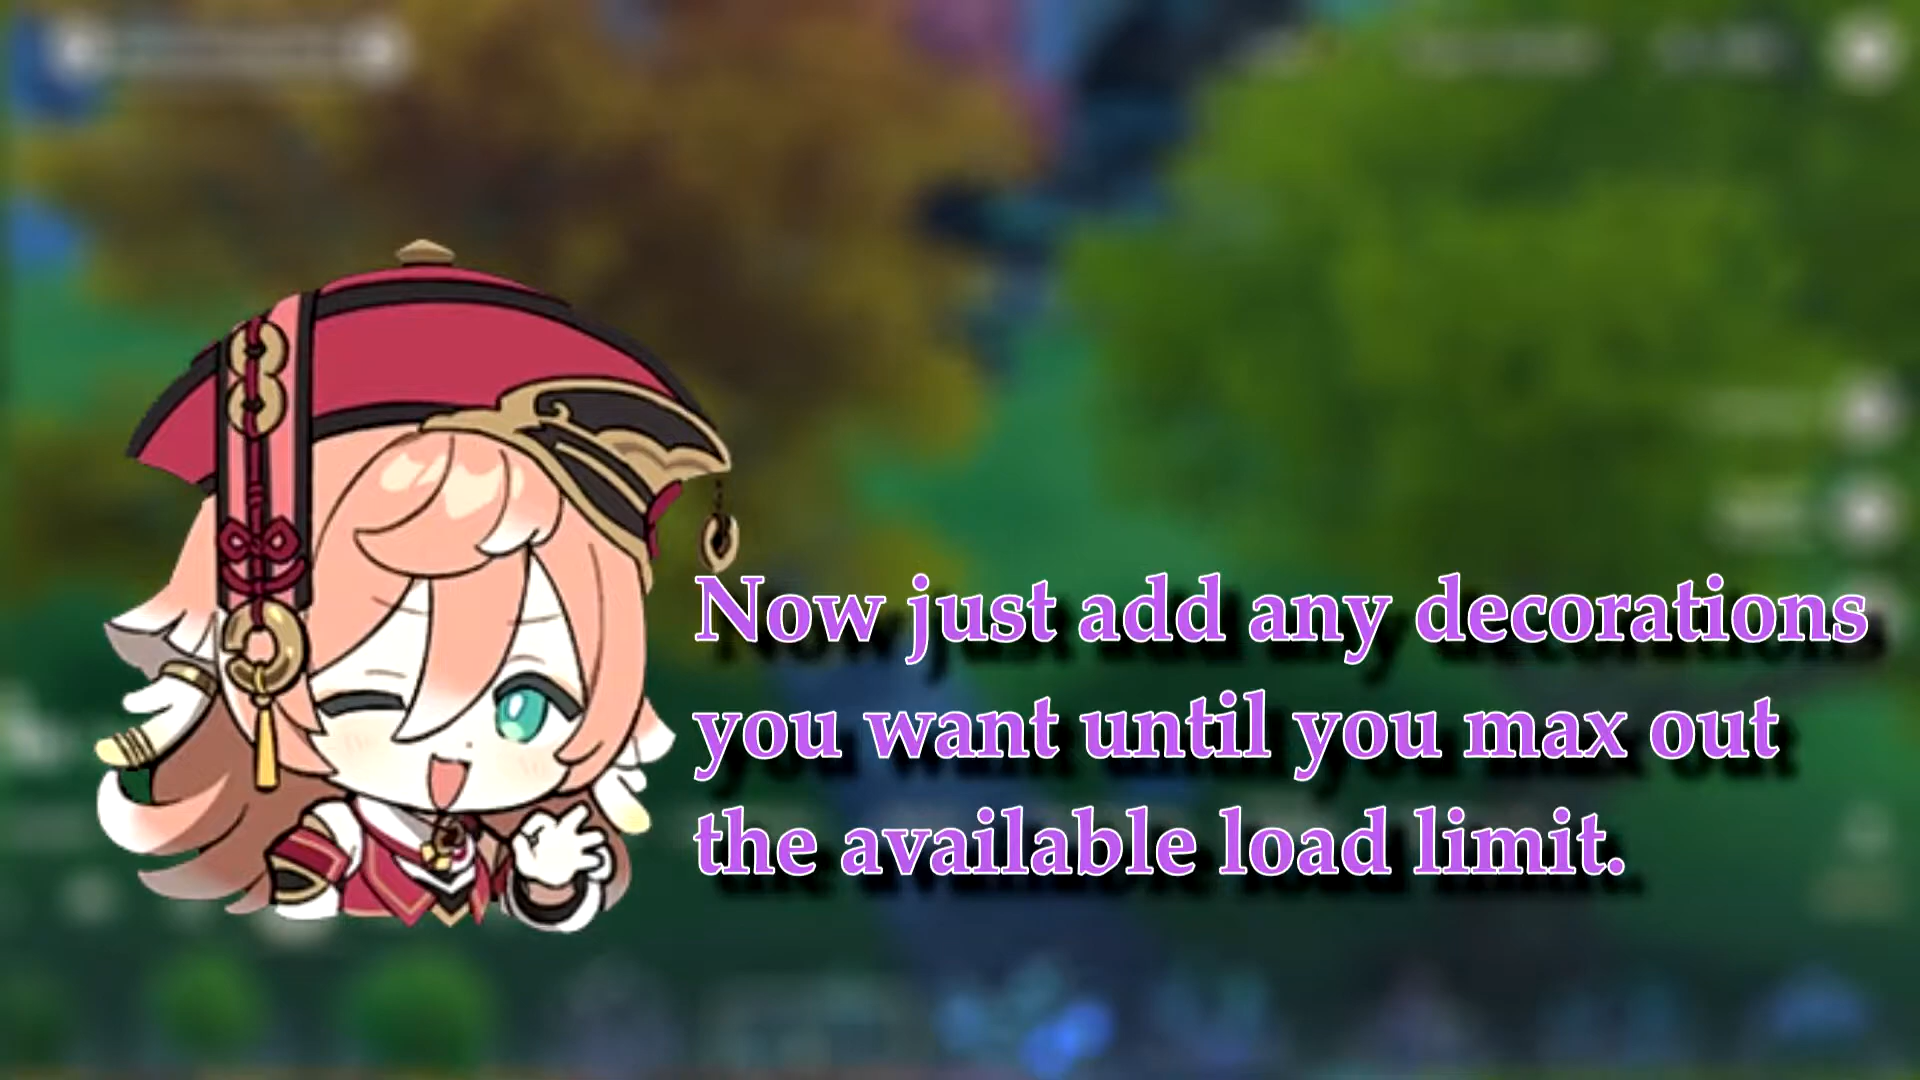 Now just add any decorations
you want until you max out
the available load limit.